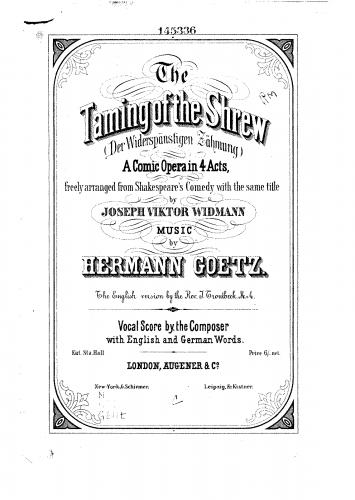 145336
The
Taming of the Shrew
(Der Widerspänstigen Zähmung)
A Comic Opera in 4 Acts,
freely arranged from Shakespeare's Comedy with the same title
by
JOSEPH VIKTOR WIDMANN
MUSIC
by
HERMANN GOETZ.
The English version by the Rev. J. Troutbeck. M.A.
Vocal Score by the Composer
with English and German Words.
Ent. Sta. Hall
Price 6/. net.
LONDON, AUGENER & Co.
New-York, G. Schirmer.
Leipzig, Fr. Kistner.